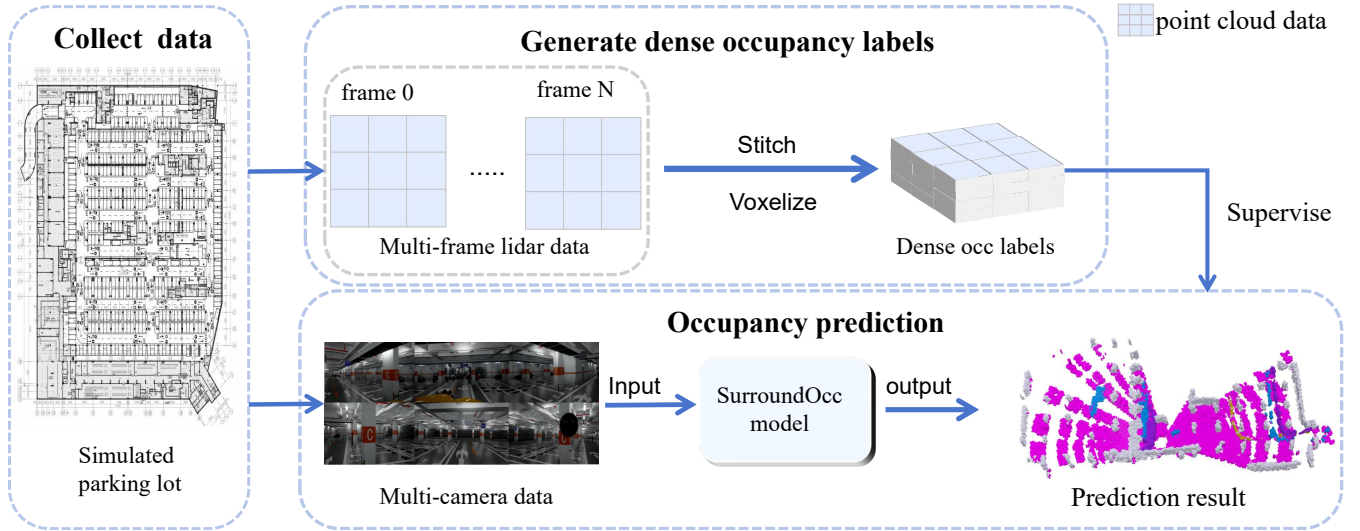 Collect data
Simulated
parking lot
Generate dense occupancy labels
point cloud data
frame 0
frame N
.....
Multi-frame lidar data
Stitch
Voxelize
Dense occ labels
Supervise
Occupancy prediction
C
C
Multi-camera data
Input
SurroundOcc
model
output
Prediction result